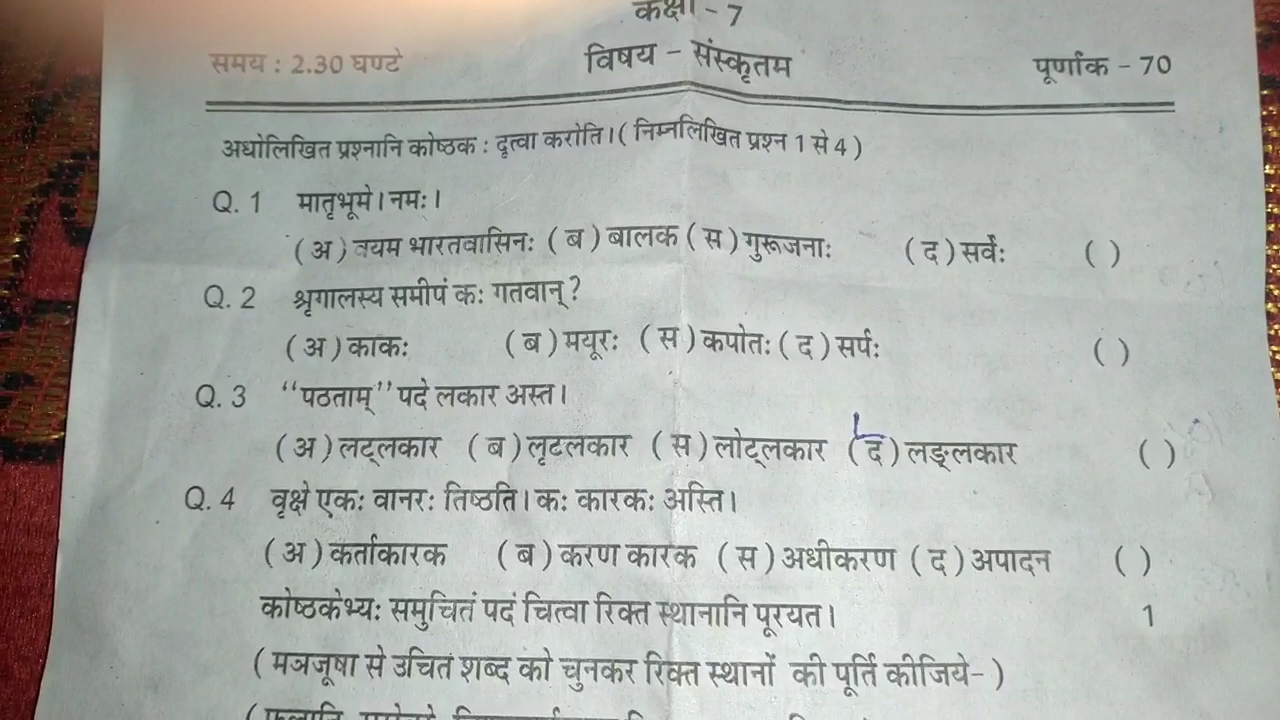 कक्षा - 7
समय : 2.30 घण्टे विषय - संस्कृतम पूर्णांक - 70
अधोलिखित प्रश्नानि कोष्ठक : दृत्वा करोति। ( निम्नलिखित प्रश्न 1 से 4 )
Q. 1 मातृभूमे। नमः।
( अ ) वयम भारतवासिनः ( ब ) बालक ( स ) गुरूजनाः ( द ) सर्वेः ( )
Q. 2 श्रृगालस्य समीपं कः गतवान् ?
( अ ) काकः ( ब ) मयूरः ( स ) कपोतः ( द ) सर्पः ( )
Q. 3 “पठताम्” पदे लकार अस्त।
( अ ) लट्लकार ( ब ) लृटलकार ( स ) लोट्लकार ( द ) लङ्लकार ( )
Q. 4 वृक्षे एकः वानरः तिष्ठति। कः कारकः अस्ति।
( अ ) कर्ताकारक ( ब ) करण कारक ( स ) अधीकरण ( द ) अपादन ( )
कोष्ठकेभ्यः समुचितं पदं चित्वा रिक्त स्थानानि पूरयत। 1
( मञजूषा से उचित शब्द को चुनकर रिक्त स्थानों की पूर्ति कीजिये- )